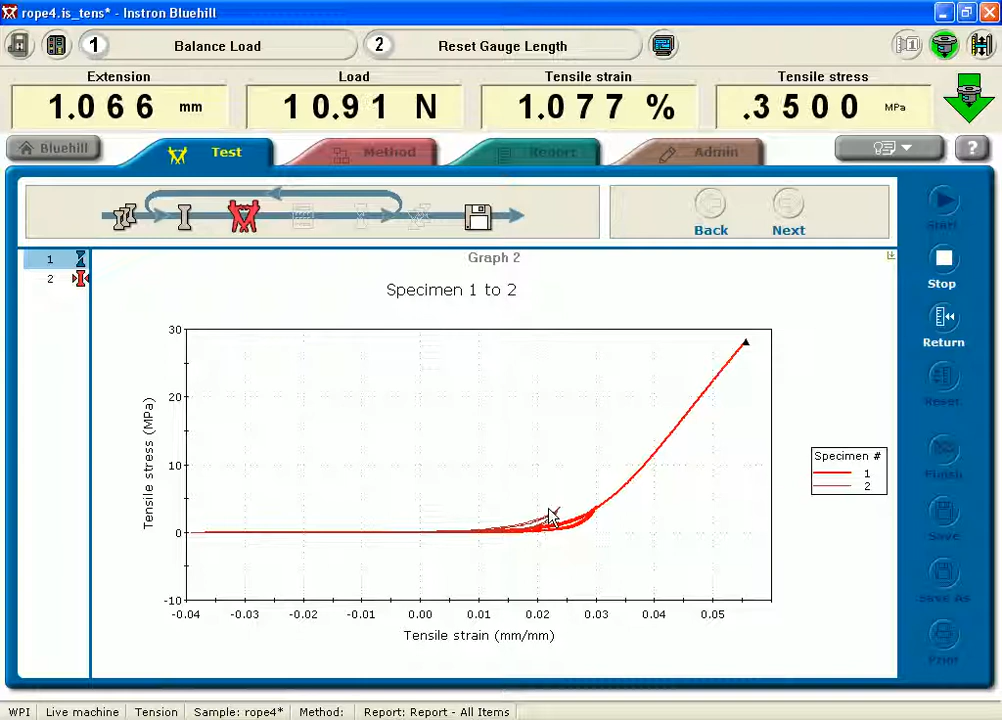 rope4.is_tens* - Instron Bluehill
1 Balance Load 2 Reset Gauge Length
Extension Load Tensile strain Tensile stress
1.066 mm 10.91 N 1.077 % .3500 MPa
Bluehill Test Method Report Admin ?
Back Next
Start
Stop
Return
Reset
Finish
Save
Save As
Print
1
2
Graph 2
Specimen 1 to 2
Tensile stress (MPa)
30
20
10
0
-10
-0.04 -0.03 -0.02 -0.01 0.00 0.01 0.02 0.03 0.04 0.05
Tensile strain (mm/mm)
Specimen #
1
2
WPI Live machine Tension Sample: rope4* Method: Report: Report - All Items